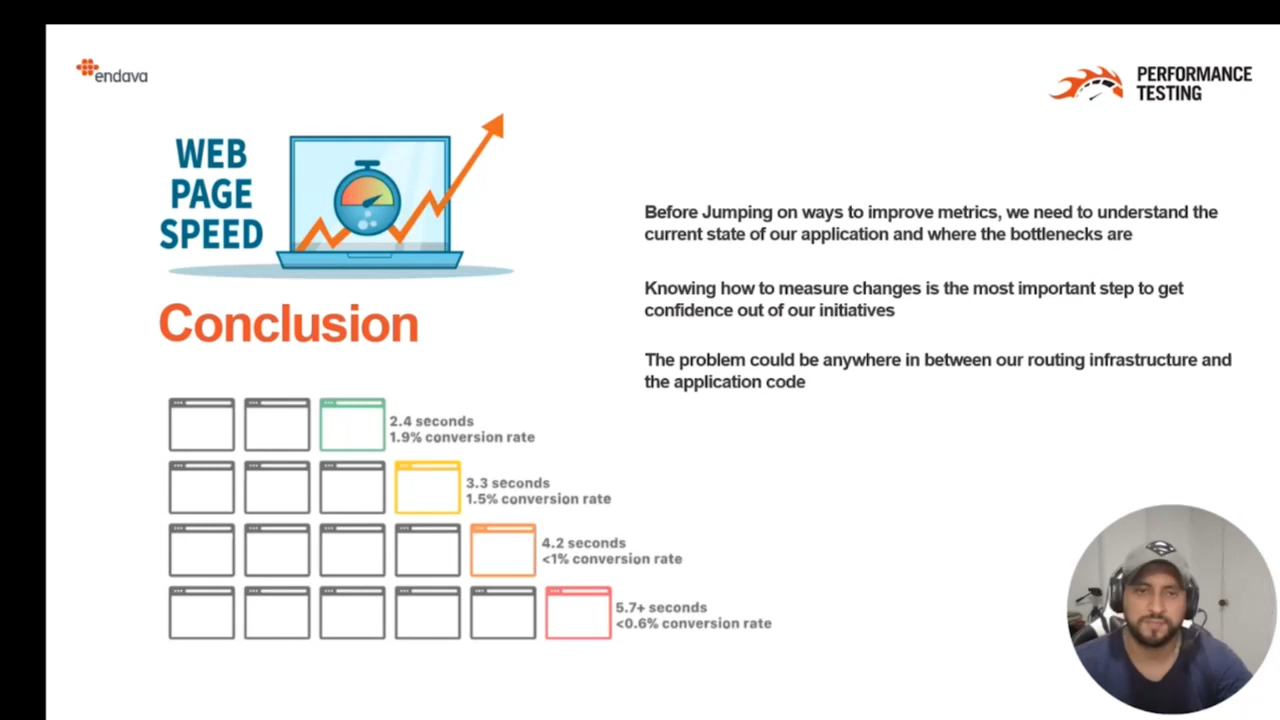 endava
PERFORMANCE
TESTING
WEB
PAGE
SPEED
Conclusion
2.4 seconds
1.9% conversion rate
3.3 seconds
1.5% conversion rate
4.2 seconds
<1% conversion rate
5.7+ seconds
<0.6% conversion rate
Before Jumping on ways to improve metrics, we need to understand the
current state of our application and where the bottlenecks are
Knowing how to measure changes is the most important step to get
confidence out of our initiatives
The problem could be anywhere in between our routing infrastructure and
the application code